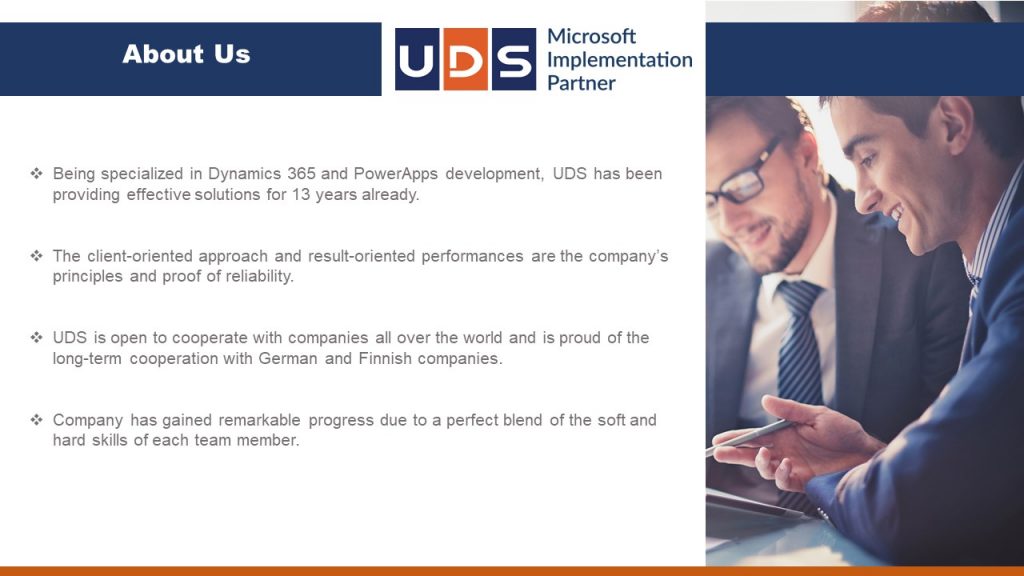 About Us
UDS
Microsoft
Implementation
Partner
❖ Being specialized in Dynamics 365 and PowerApps development, UDS has been
providing effective solutions for 13 years already.
❖ The client-oriented approach and result-oriented performances are the company’s
principles and proof of reliability.
❖ UDS is open to cooperate with companies all over the world and is proud of the
long-term cooperation with German and Finnish companies.
❖ Company has gained remarkable progress due to a perfect blend of the soft and
hard skills of each team member.